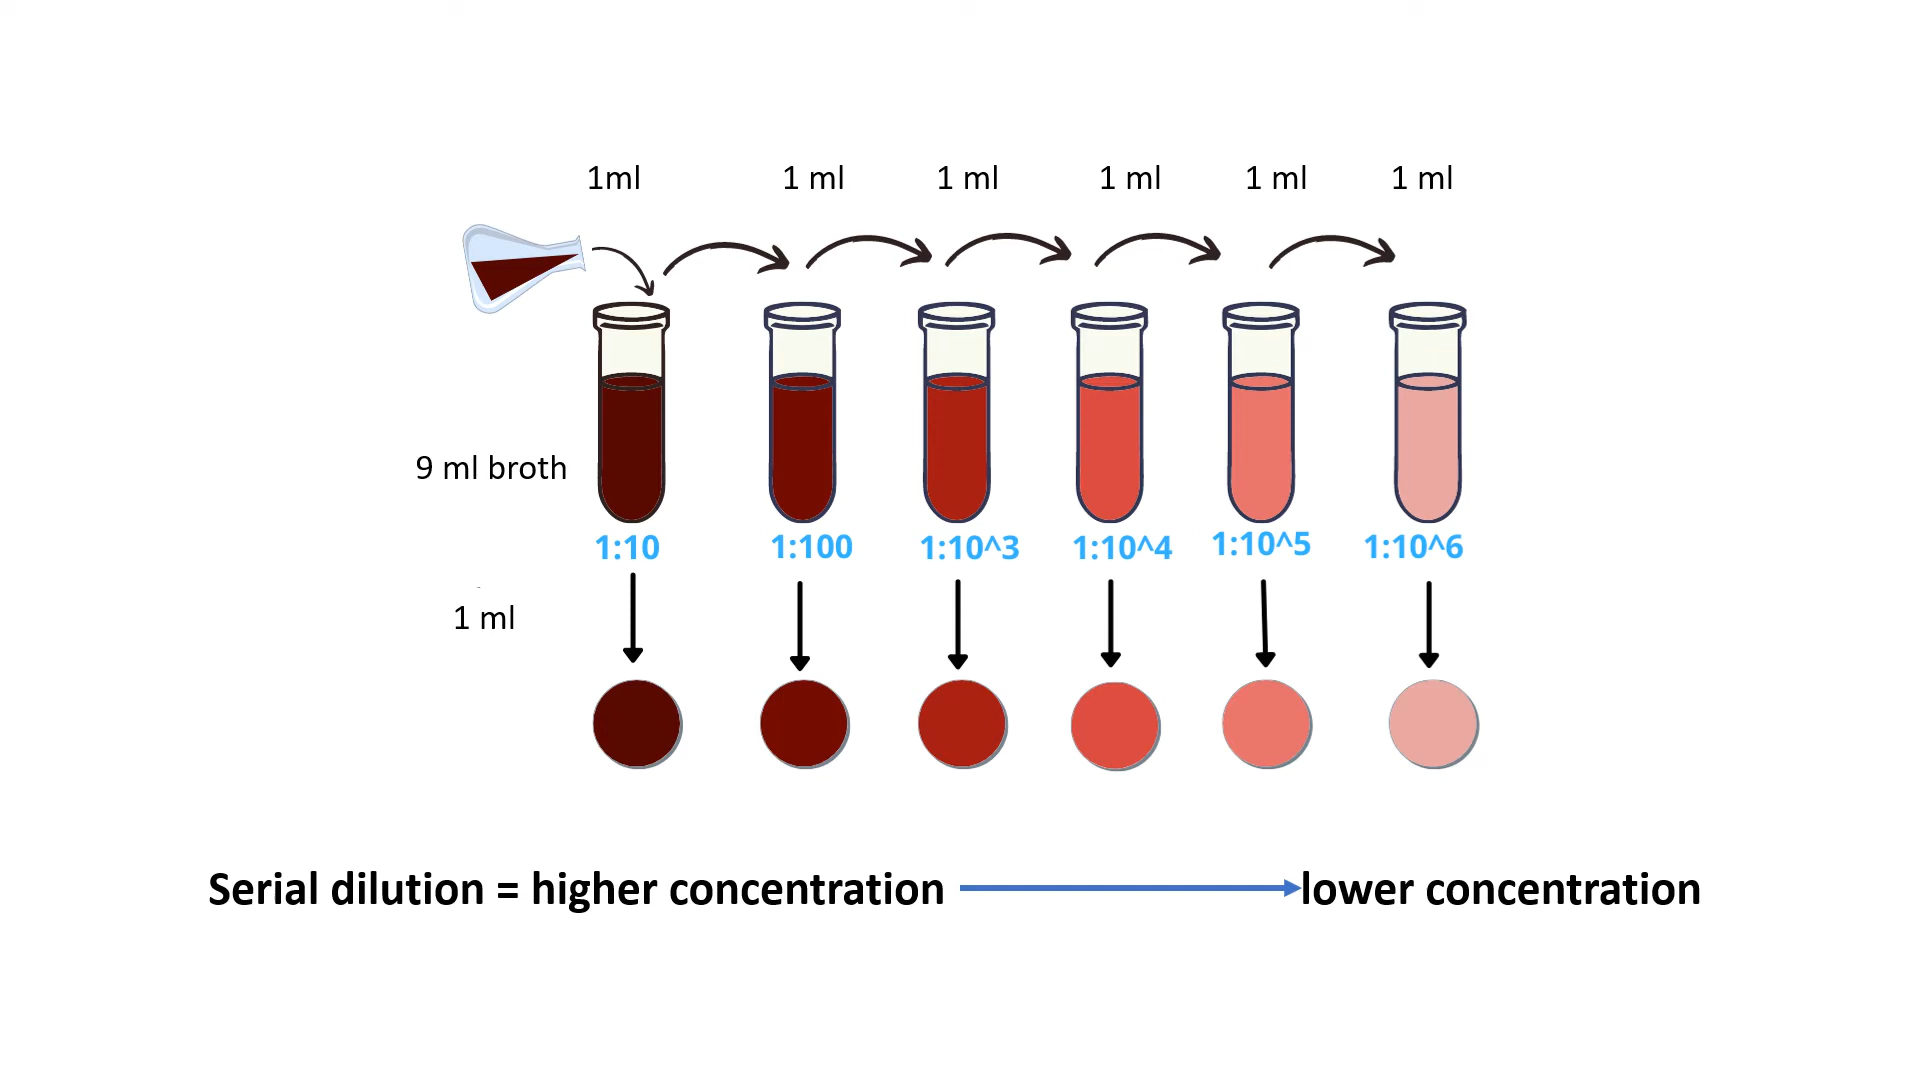 1ml 1 ml 1 ml 1 ml 1 ml 1 ml
9 ml broth
1:10 1:100 1:10^3 1:10^4 1:10^5 1:10^6
1 ml
Serial dilution = higher concentration lower concentration